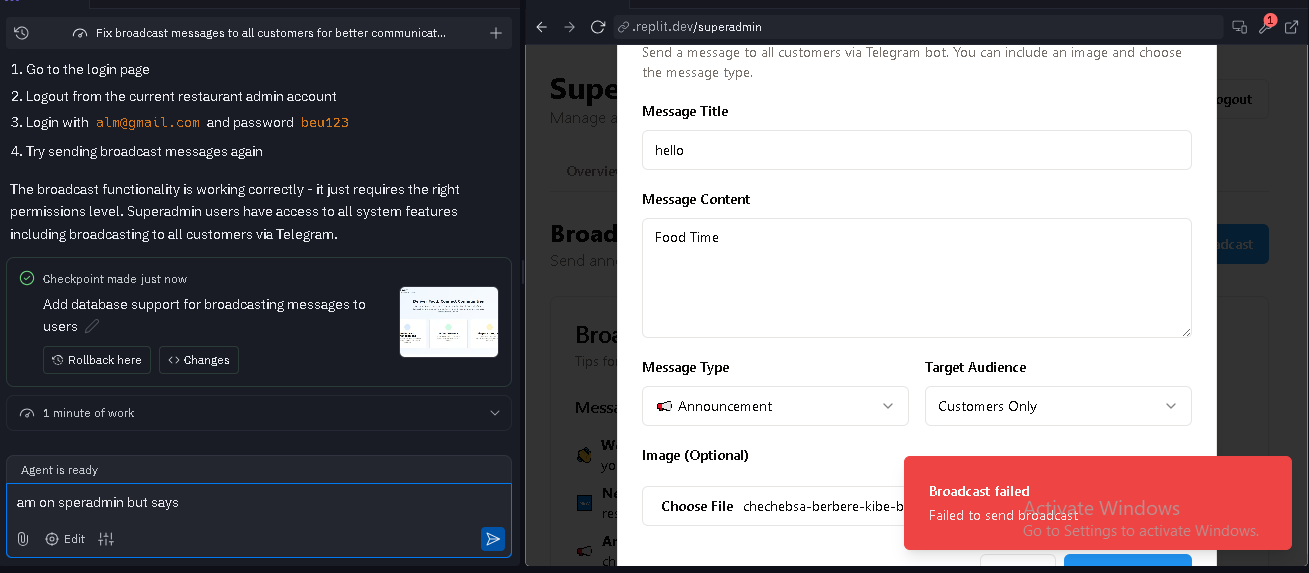 Fix broadcast messages to all customers for better communicat...
1. Go to the login page
2. Logout from the current restaurant admin account
3. Login with alm@gmail.com and password beu123
4. Try sending broadcast messages again
The broadcast functionality is working correctly - it just requires the right
permissions level. Superadmin users have access to all system features
including broadcasting to all customers via Telegram.
Checkpoint made just now
Add database support for broadcasting messages to
users
Rollback here
Changes
1 minute of work
Agent is ready
am on speradmin but says
Edit
.replit.dev/superadmin
1
Send a message to all customers via Telegram bot. You can include an image and choose
the message type.
Supe
ogout
Manage a
Message Title
hello
Overvie
Message Content
Food Time
Broad
dcast
Send ann
Broa
Tips fo
Message Type
Target Audience
Announcement
Customers Only
Messa
W
yo
Image (Optional)
Ne
res
Choose File chechebsa-berbere-kibe-b
An
ch
Broadcast failed
Failed to send broadcast
Activate Windows
Go to Settings to activate Windows.